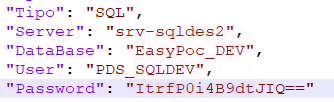 "Tipo": "SQL",
"Server": "srv-sqldes2",
"DataBase": "EasyPoc_DEV",
"User": "PDS_SQLDEV",
"Password": "ItrfP0i4B9dtJIQ=="